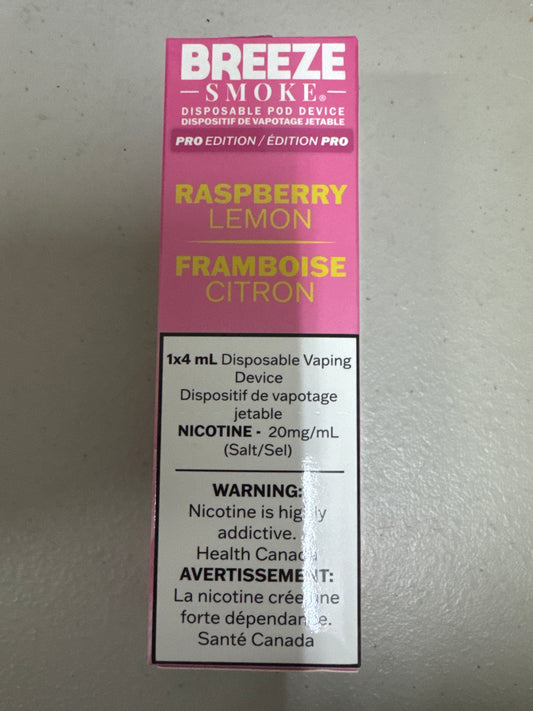 BREEZE
SMOKE®
DISPOSABLE POD DEVICE
DISPOSITIF DE VAPOTAGE JETABLE
PRO EDITION / ÉDITION PRO
RASPBERRY
LEMON
FRAMBOISE
CITRON
1x4 mL Disposable Vaping
Device
Dispositif de vapotage
jetable
NICOTINE - 20mg/mL
(Salt/Sel)
WARNING:
Nicotine is highly
addictive.
Health Canada
AVERTISSEMENT:
La nicotine crée une
forte dépendance.
Santé Canada